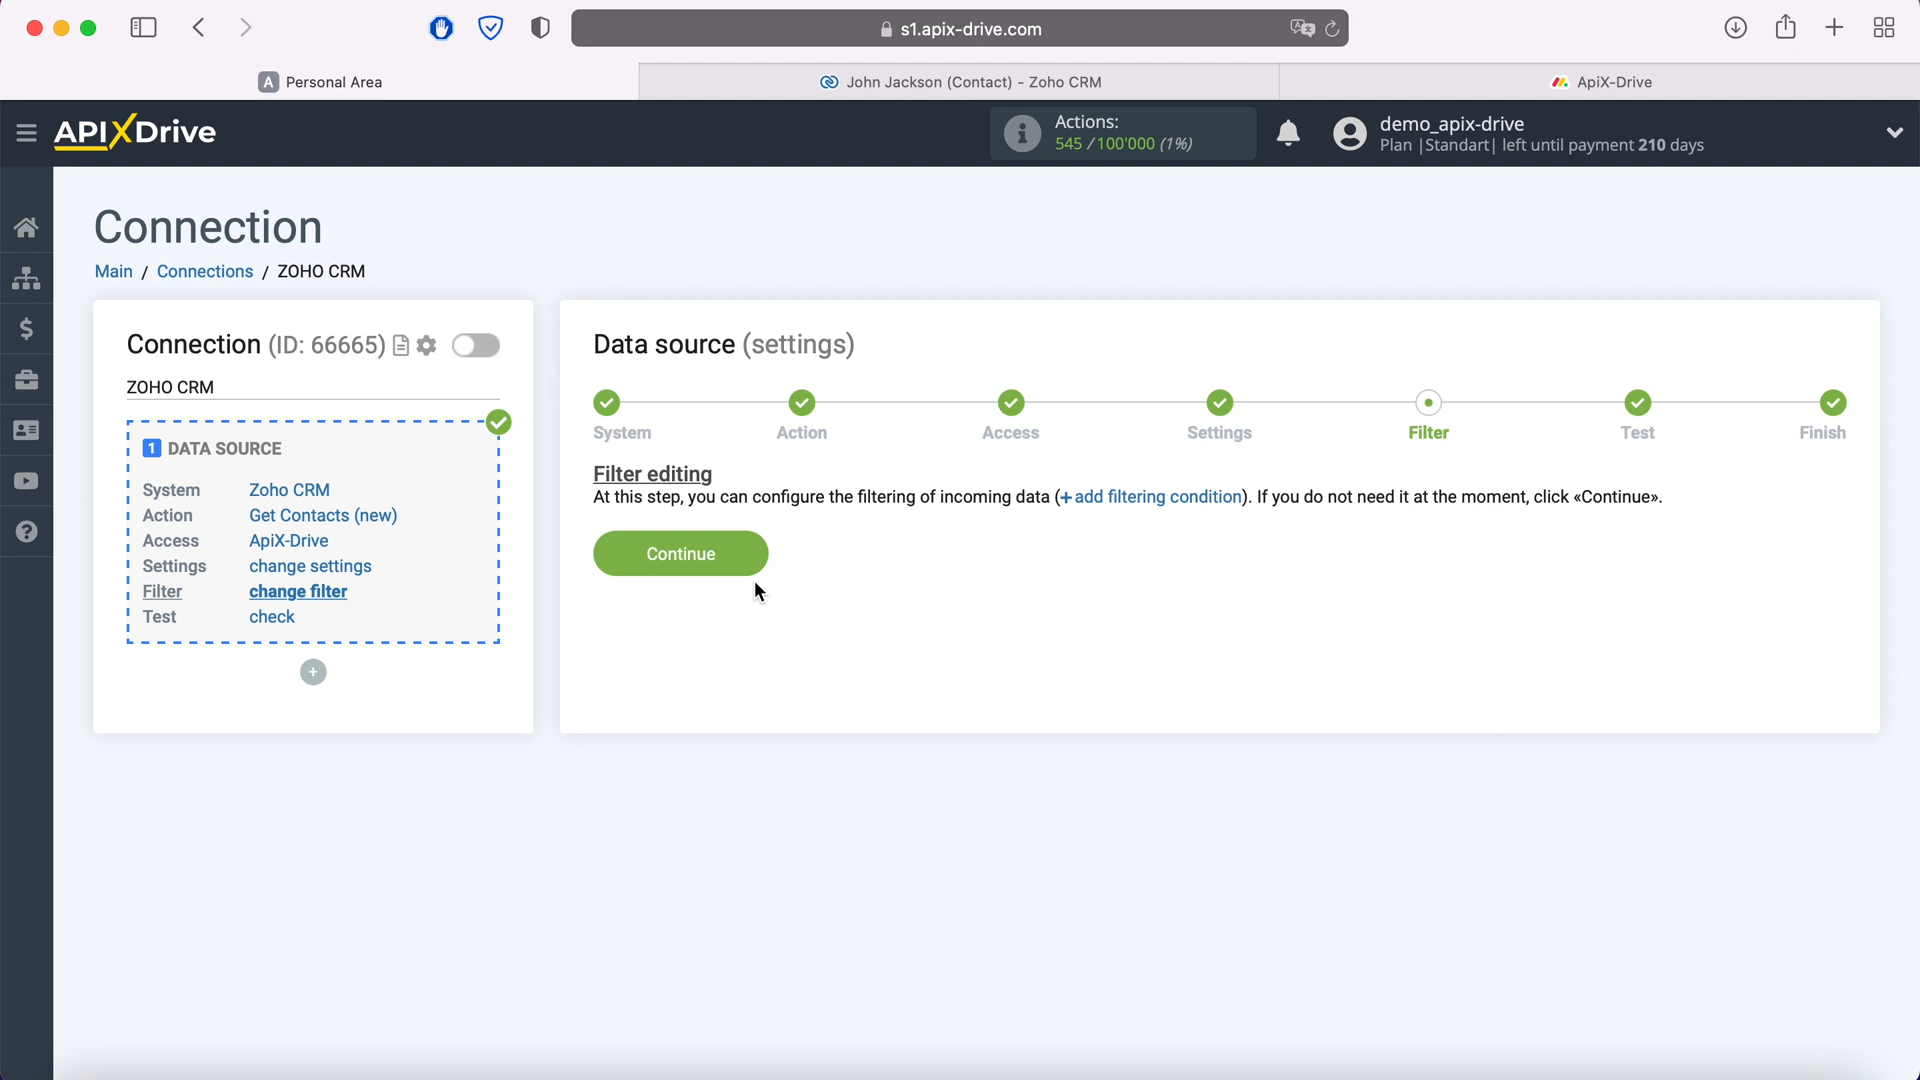 s1.apix-drive.com
A Personal Area
John Jackson (Contact) - Zoho CRM
ApiX-Drive
APIXDrive
Actions:
545 / 100'000 (1%)
demo_apix-drive
Plan |Standart| left until payment 210 days
Connection
Main / Connections / ZOHO CRM
Connection (ID: 66665)
ZOHO CRM
1 DATA SOURCE
System Zoho CRM
Action Get Contacts (new)
Access ApiX-Drive
Settings change settings
Filter change filter
Test check
Data source (settings)
System Action Access Settings Filter Test Finish
Filter editing
At this step, you can configure the filtering of incoming data (+add filtering condition). If you do not need it at the moment, click «Continue».
Continue